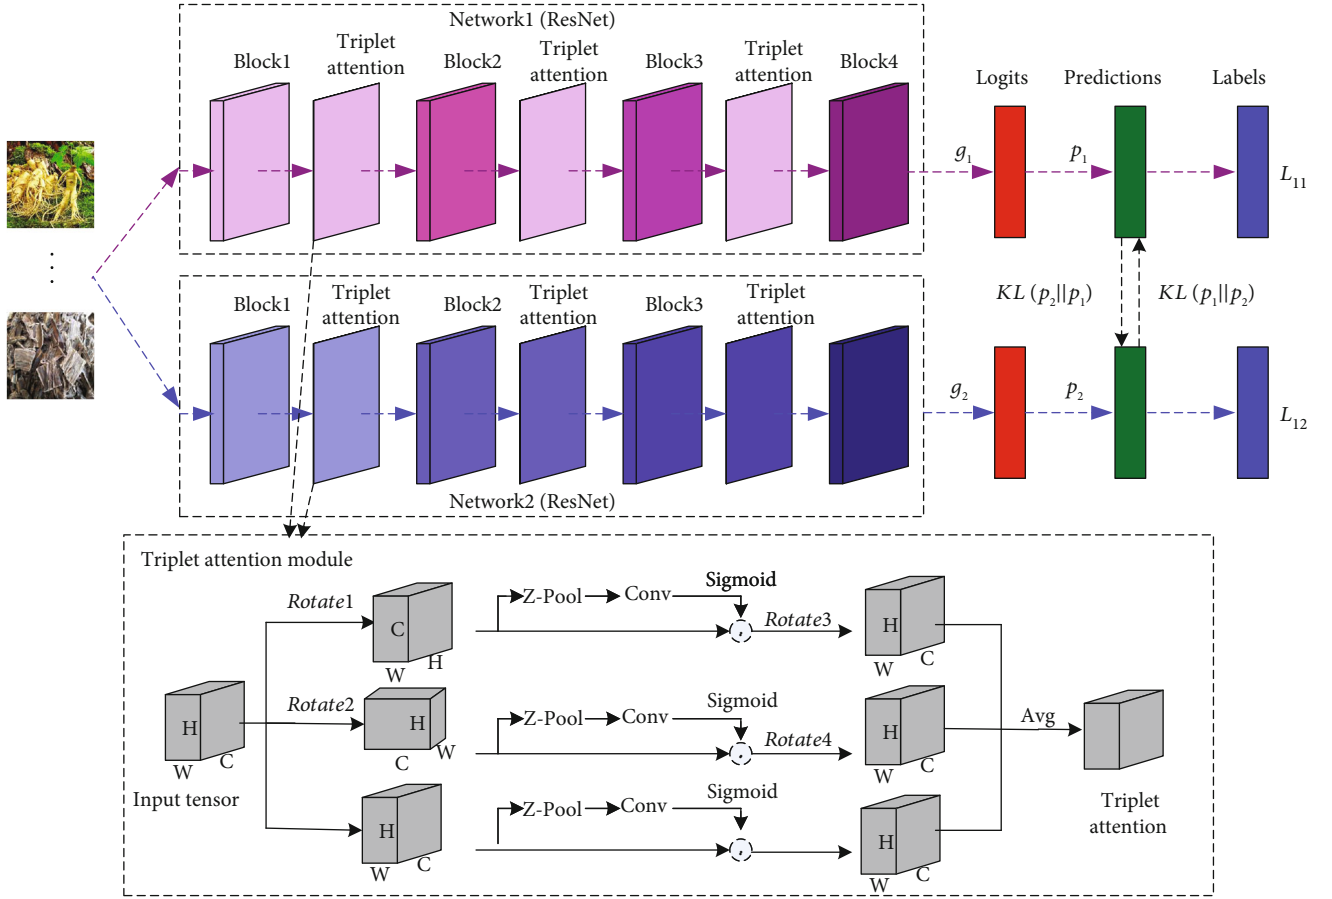 Network1 (ResNet)
Block1
Triplet
attention
Block2
Triplet
attention
Block3
Triplet
attention
Block4
Logits
Predictions
Labels
g1
p1
L11
KL (p2||p1)
KL (p1||p2)
Block1
Triplet
attention
Block2
Triplet
attention
Block3
Triplet
attention
g2
p2
L12
Network2 (ResNet)
Triplet attention module
Rotate1
C
W
H
Z-Pool
Conv
Sigmoid
Rotate3
H
W
C
H
W
C
Input tensor
Rotate2
H
C
W
Z-Pool
Conv
Sigmoid
Rotate4
H
W
C
Avg
Triplet
attention
H
W
C
Z-Pool
Conv
Sigmoid
H
W
C